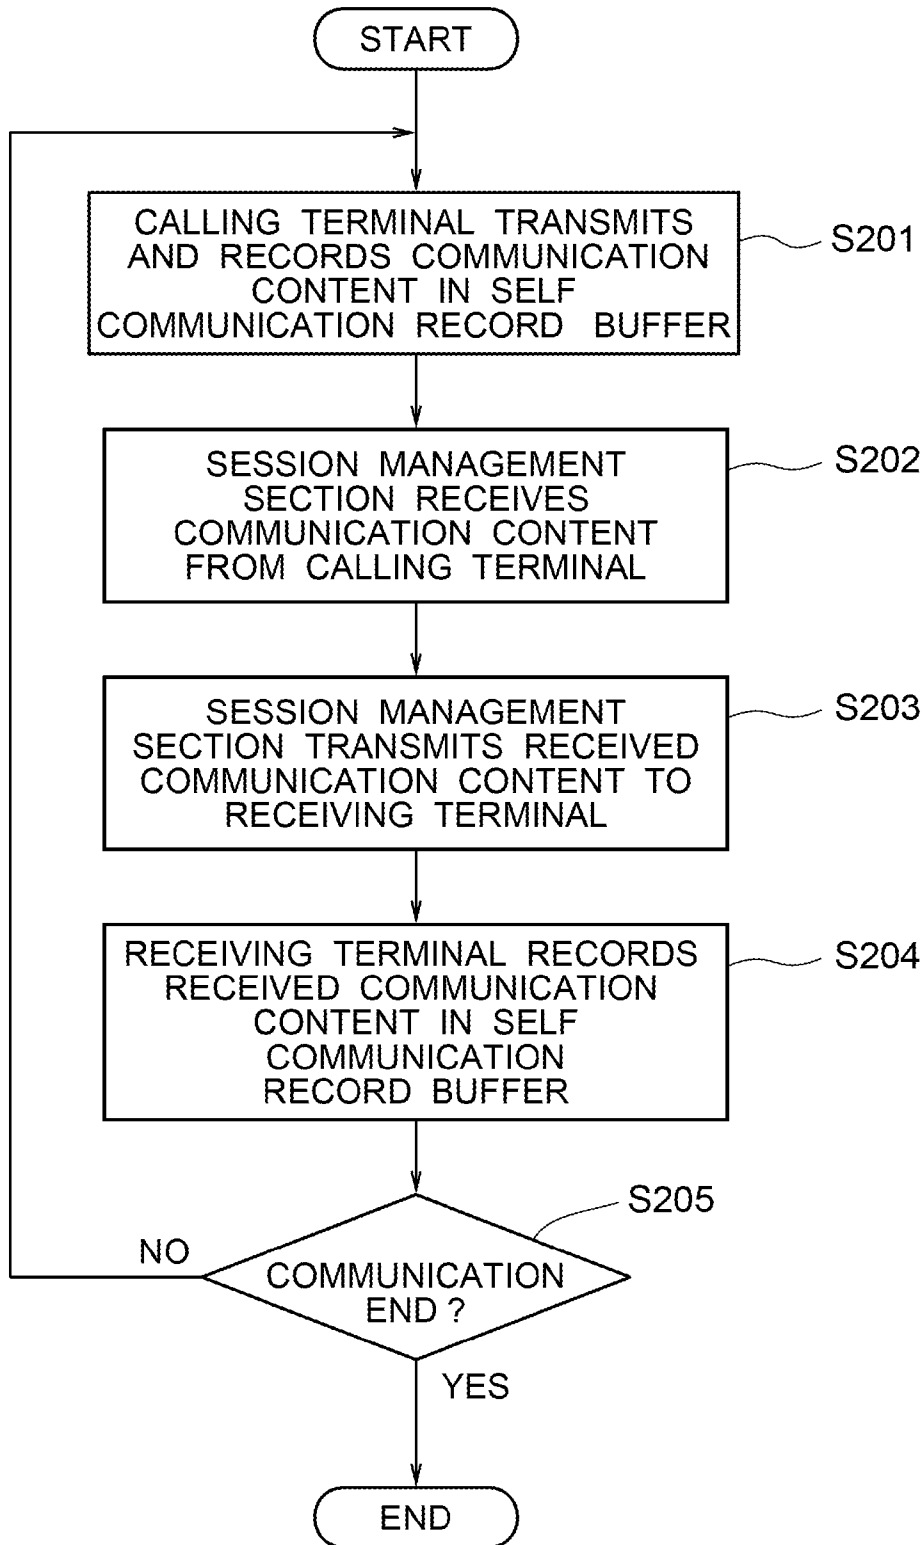 START
CALLING TERMINAL TRANSMITS
AND RECORDS COMMUNICATION
CONTENT IN SELF
COMMUNICATION RECORD BUFFER
S201
SESSION MANAGEMENT
SECTION RECEIVES
COMMUNICATION CONTENT
FROM CALLING TERMINAL
S202
SESSION MANAGEMENT
SECTION TRANSMITS RECEIVED
COMMUNICATION CONTENT TO
RECEIVING TERMINAL
S203
RECEIVING TERMINAL RECORDS
RECEIVED COMMUNICATION
CONTENT IN SELF
COMMUNICATION
RECORD BUFFER
S204
S205
NO
COMMUNICATION
END ?
YES
END